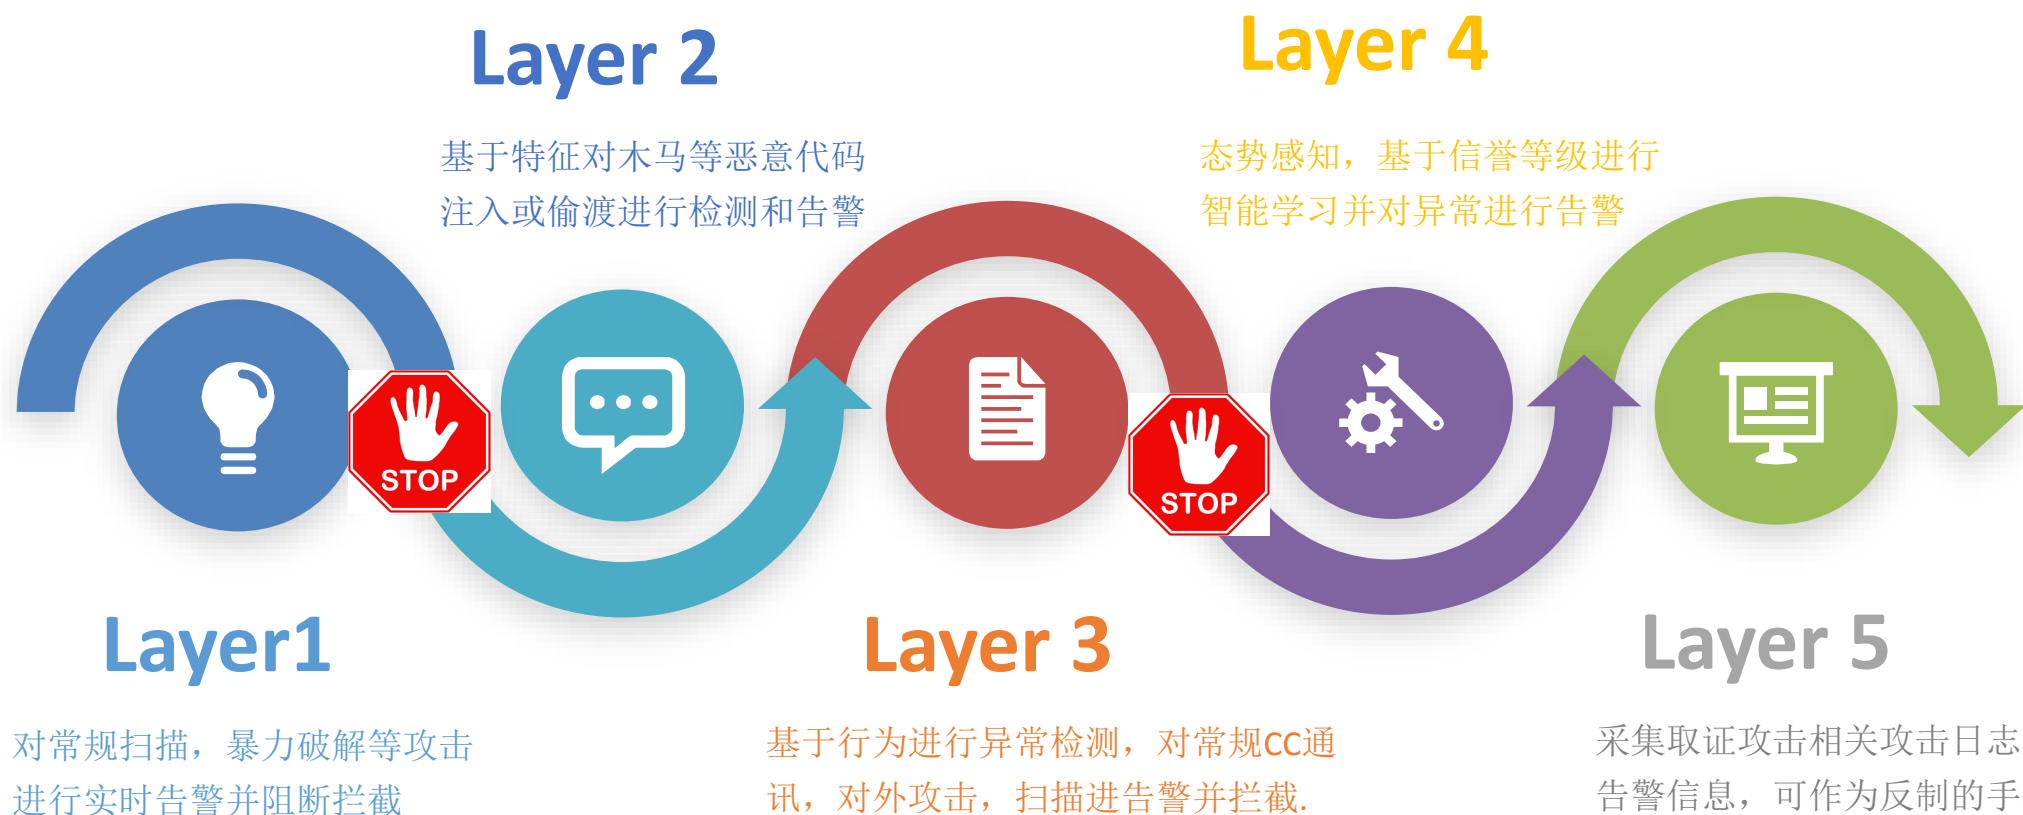 Layer 2
基于特征对木马等恶意代码
注入或偷渡进行检测和告警
Layer 4
态势感知，基于信誉等级进行
智能学习并对异常进行告警
STOP
STOP
Layer1
对常规扫描，暴力破解等攻击
进行实时告警并阻断拦截
Layer 3
基于行为进行异常检测，对常规CC通
讯，对外攻击，扫描进告警并拦截.
Layer 5
采集取证攻击相关攻击日志
告警信息，可作为反制的手